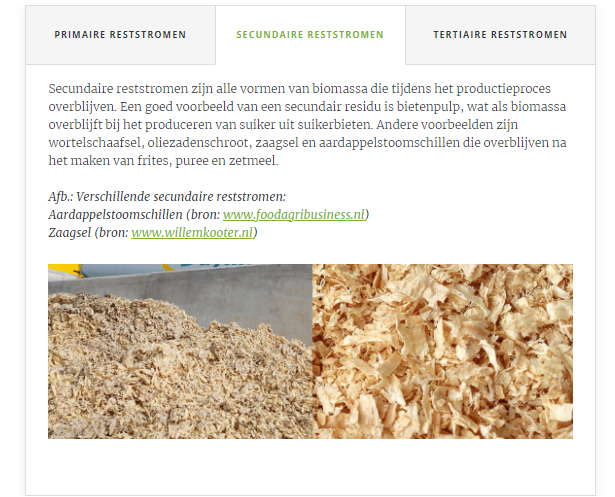 PRIMAIRE RESTSTROMEN
SECUNDAIRE RESTSTROMEN
TERTIAIRE RESTSTROMEN
Secundaire reststromen zijn alle vormen van biomassa die tijdens het productieproces
overblijven. Een goed voorbeeld van een secundair residu is bietenpulp, wat als biomassa
overblijft bij het produceren van suiker uit suikerbieten. Andere voorbeelden zijn
wortelschaafsel, oliezadenschroot, zaagsel en aardappelstoomschillen die overblijven na
het maken van frites, puree en zetmeel.
Afb.: Verschillende secundaire reststromen:
Aardappelstoomschillen (bron: www.foodagribusiness.nl)
Zaagsel (bron: www.willemkooter.nl)